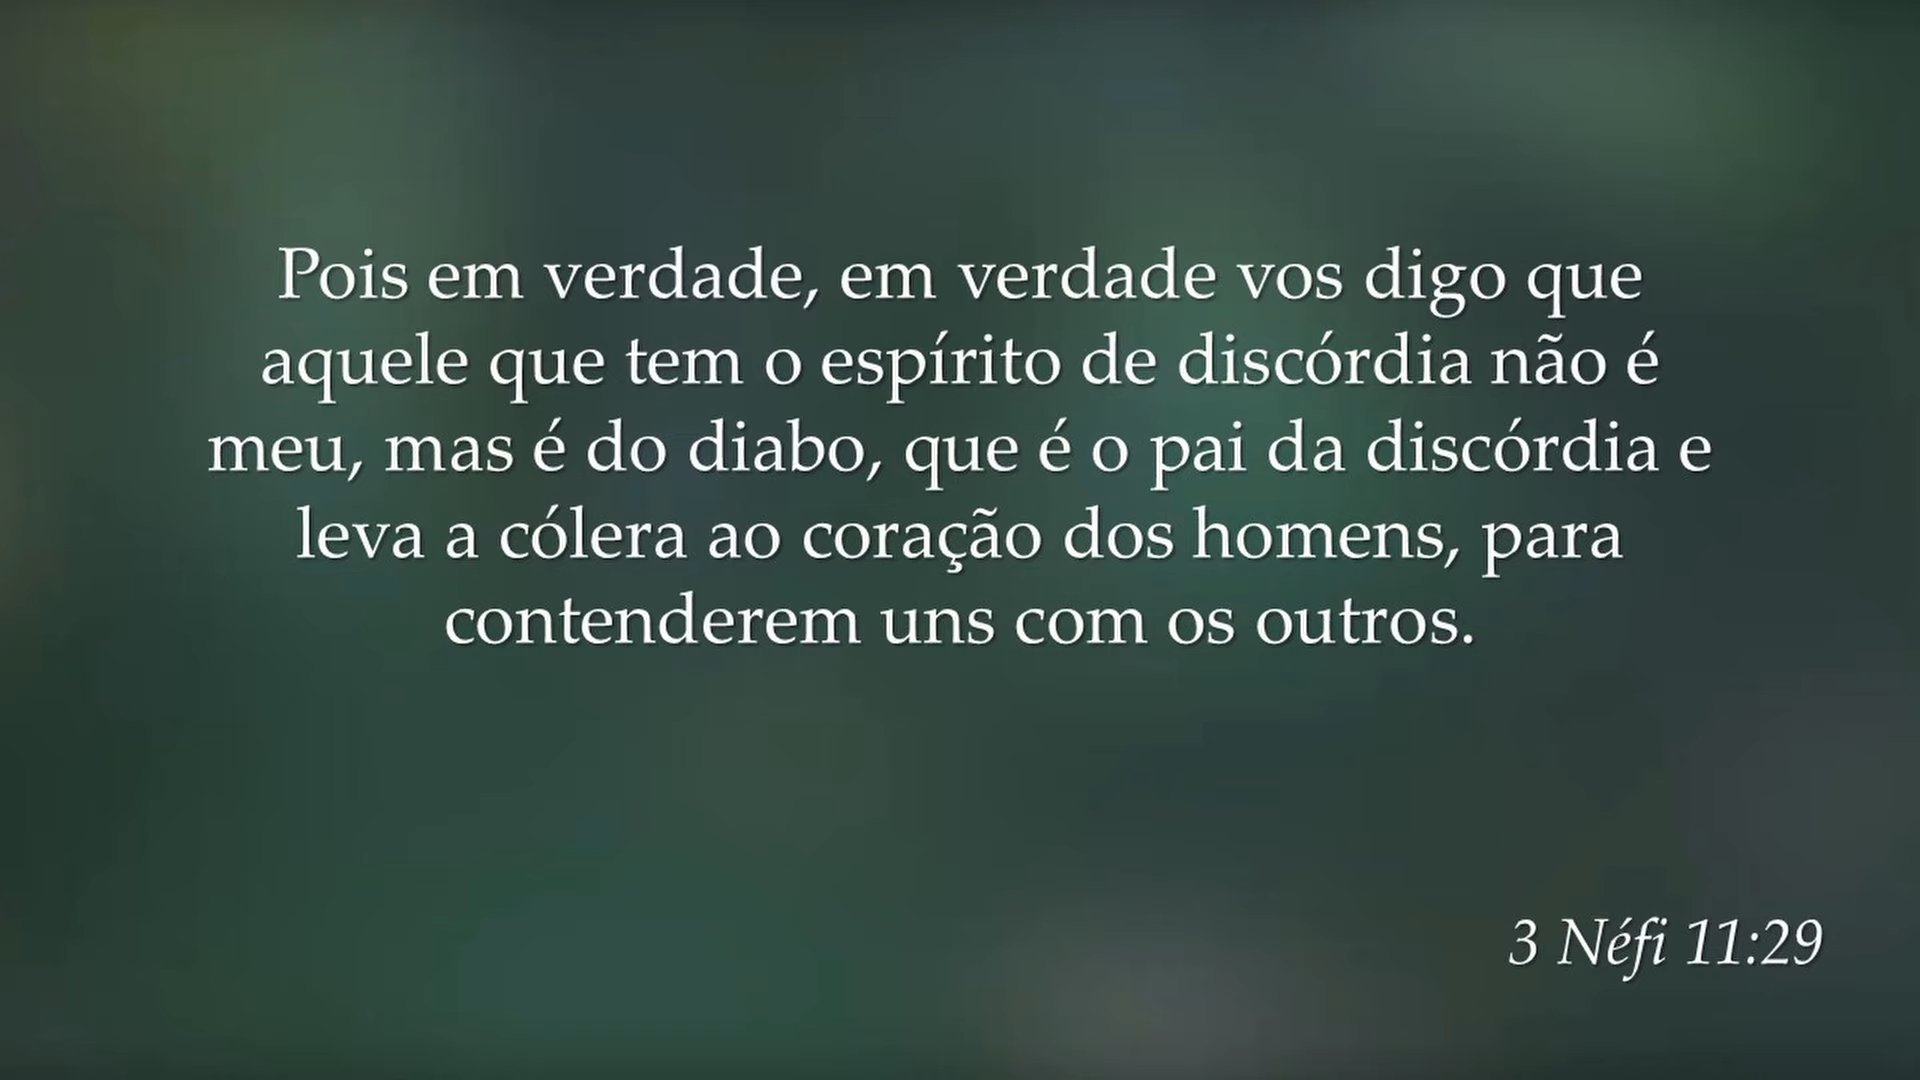 Pois em verdade, em verdade vos digo que
aquele que tem o espírito de discórdia não é
meu, mas é do diabo, que é o pai da discórdia e
leva a cólera ao coração dos homens, para
contenderem uns com os outros.
3 Néfi 11:29